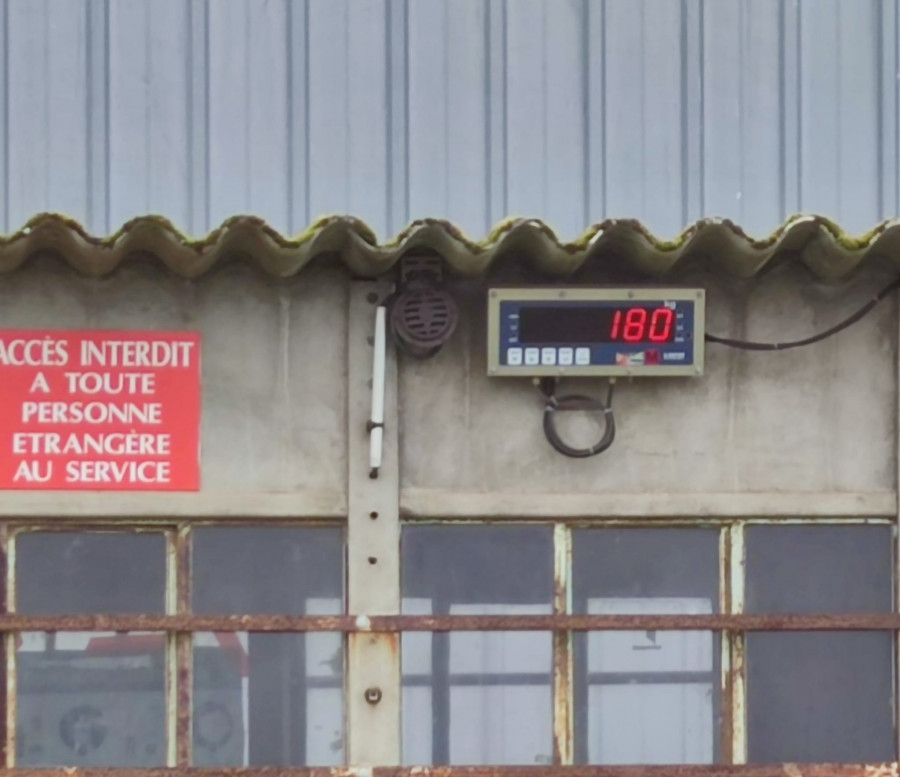 ACCÈS INTERDIT
A TOUTE
PERSONNE
ETRANGÈRE
AU SERVICE
kg
180